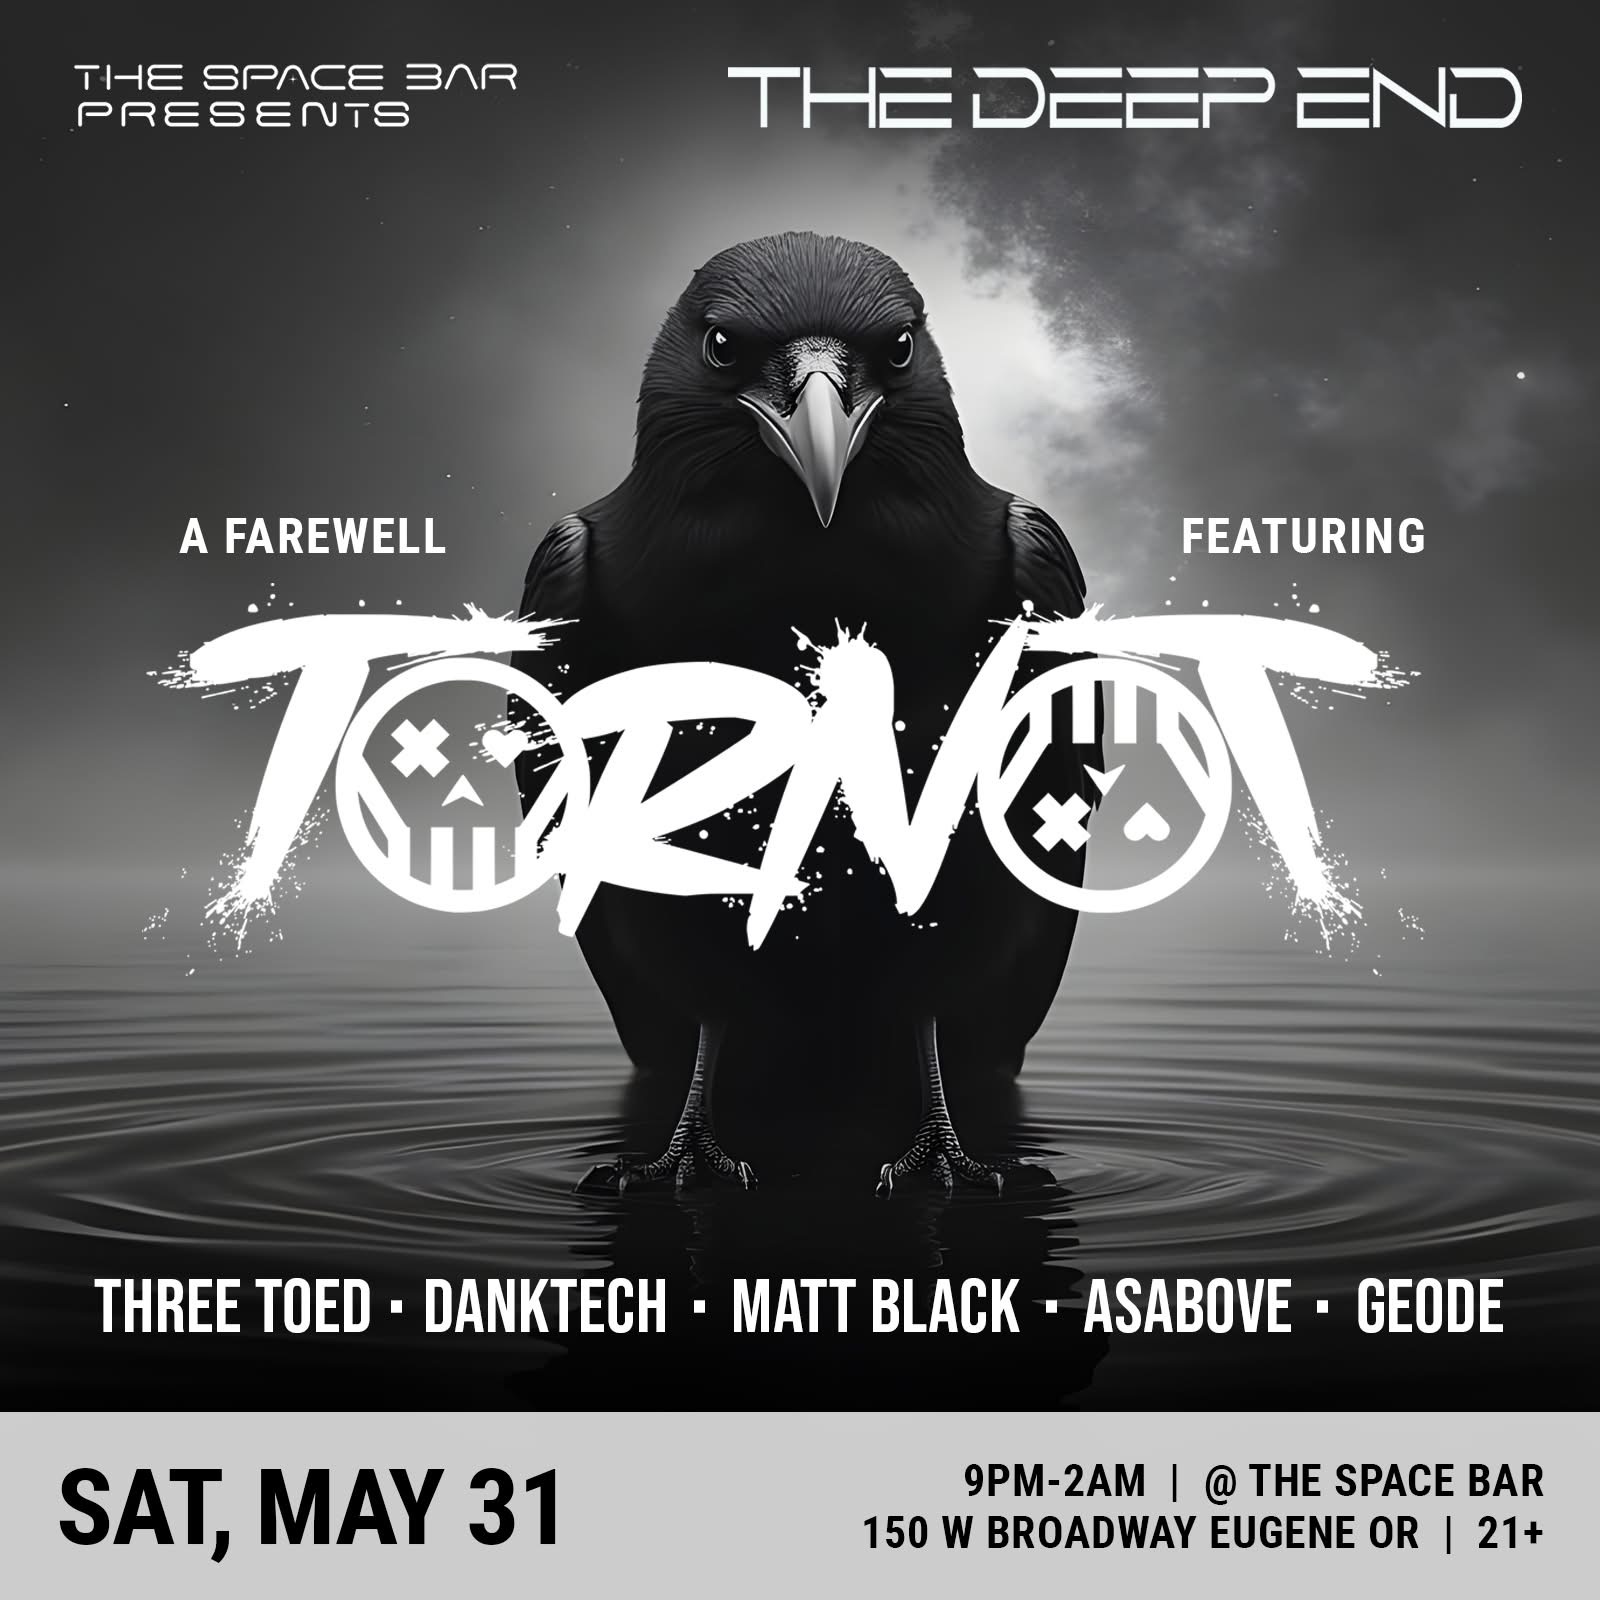 THE SPACE BAR
PRESENTS
THE DEEP END
A FAREWELL
FEATURING
TORNOT
THREE TOED · DANKTECH · MATT BLACK · ASABOVE · GEODE
SAT, MAY 31
9PM-2AM | @ THE SPACE BAR
150 W BROADWAY EUGENE OR | 21+